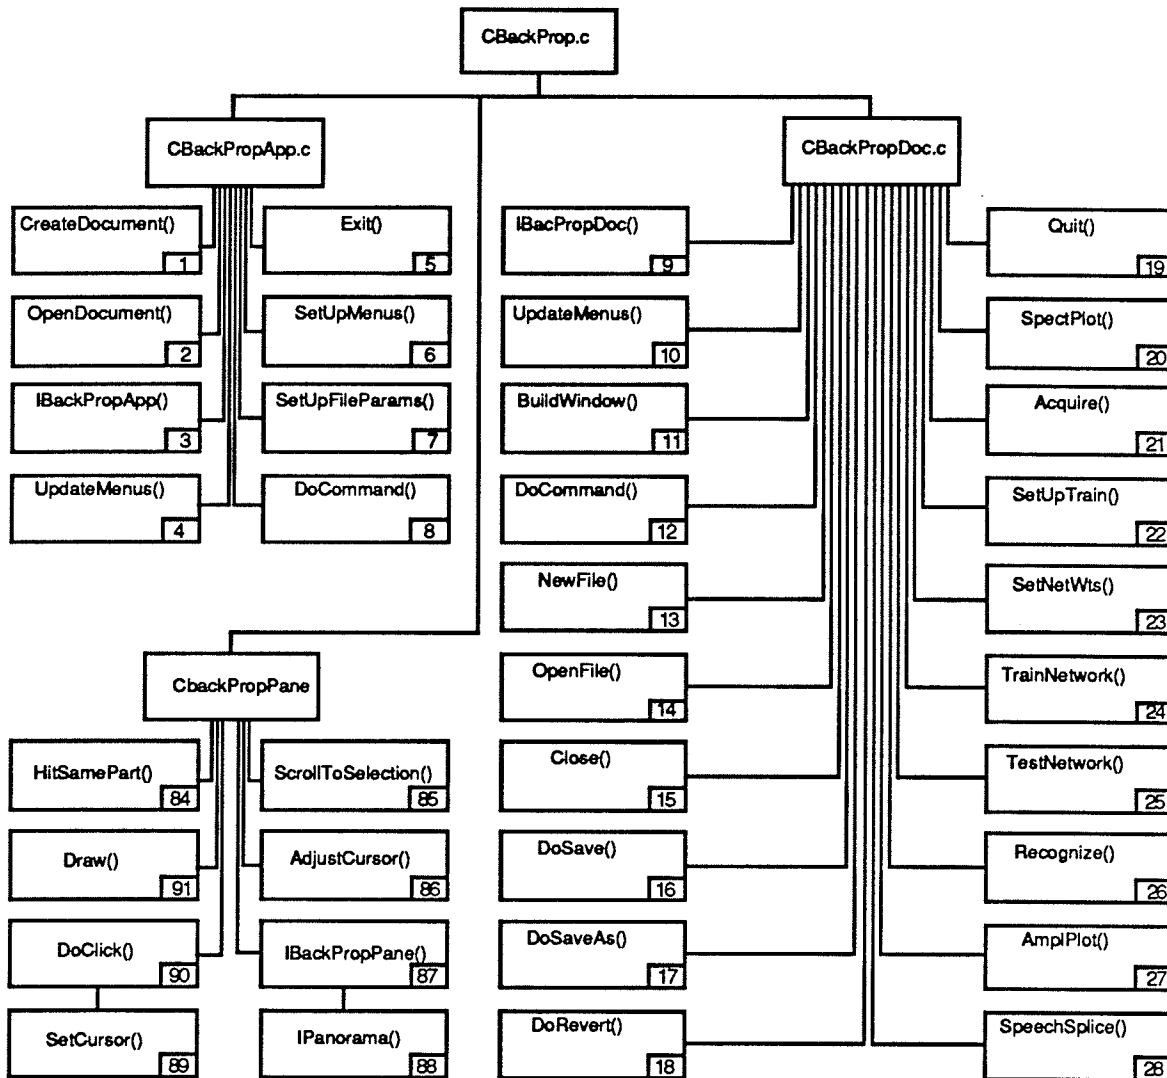 CBackProp.c
CBackPropApp.c
CreateDocument()
1
OpenDocument()
2
IBackPropApp()
3
UpdateMenus()
4
Exit()
5
SetUpMenus()
6
SetUpFileParams()
7
DoCommand()
8
CbackPropPane
HitSamePart()
84
Draw()
91
DoClick()
90
SetCursor()
89
ScrollToSelection()
85
AdjustCursor()
86
IBackPropPane()
87
IPanorama()
88
CBackPropDoc.c
IBacPropDoc()
9
UpdateMenus()
10
BuildWindow()
11
DoCommand()
12
NewFile()
13
OpenFile()
14
Close()
15
DoSave()
16
DoSaveAs()
17
DoRevert()
18
Quit()
19
SpectPlot()
20
Acquire()
21
SetUpTrain()
22
SetNetWts()
23
TrainNetwork()
24
TestNetwork()
25
Recognize()
26
AmplPlot()
27
SpeechSplice()
28